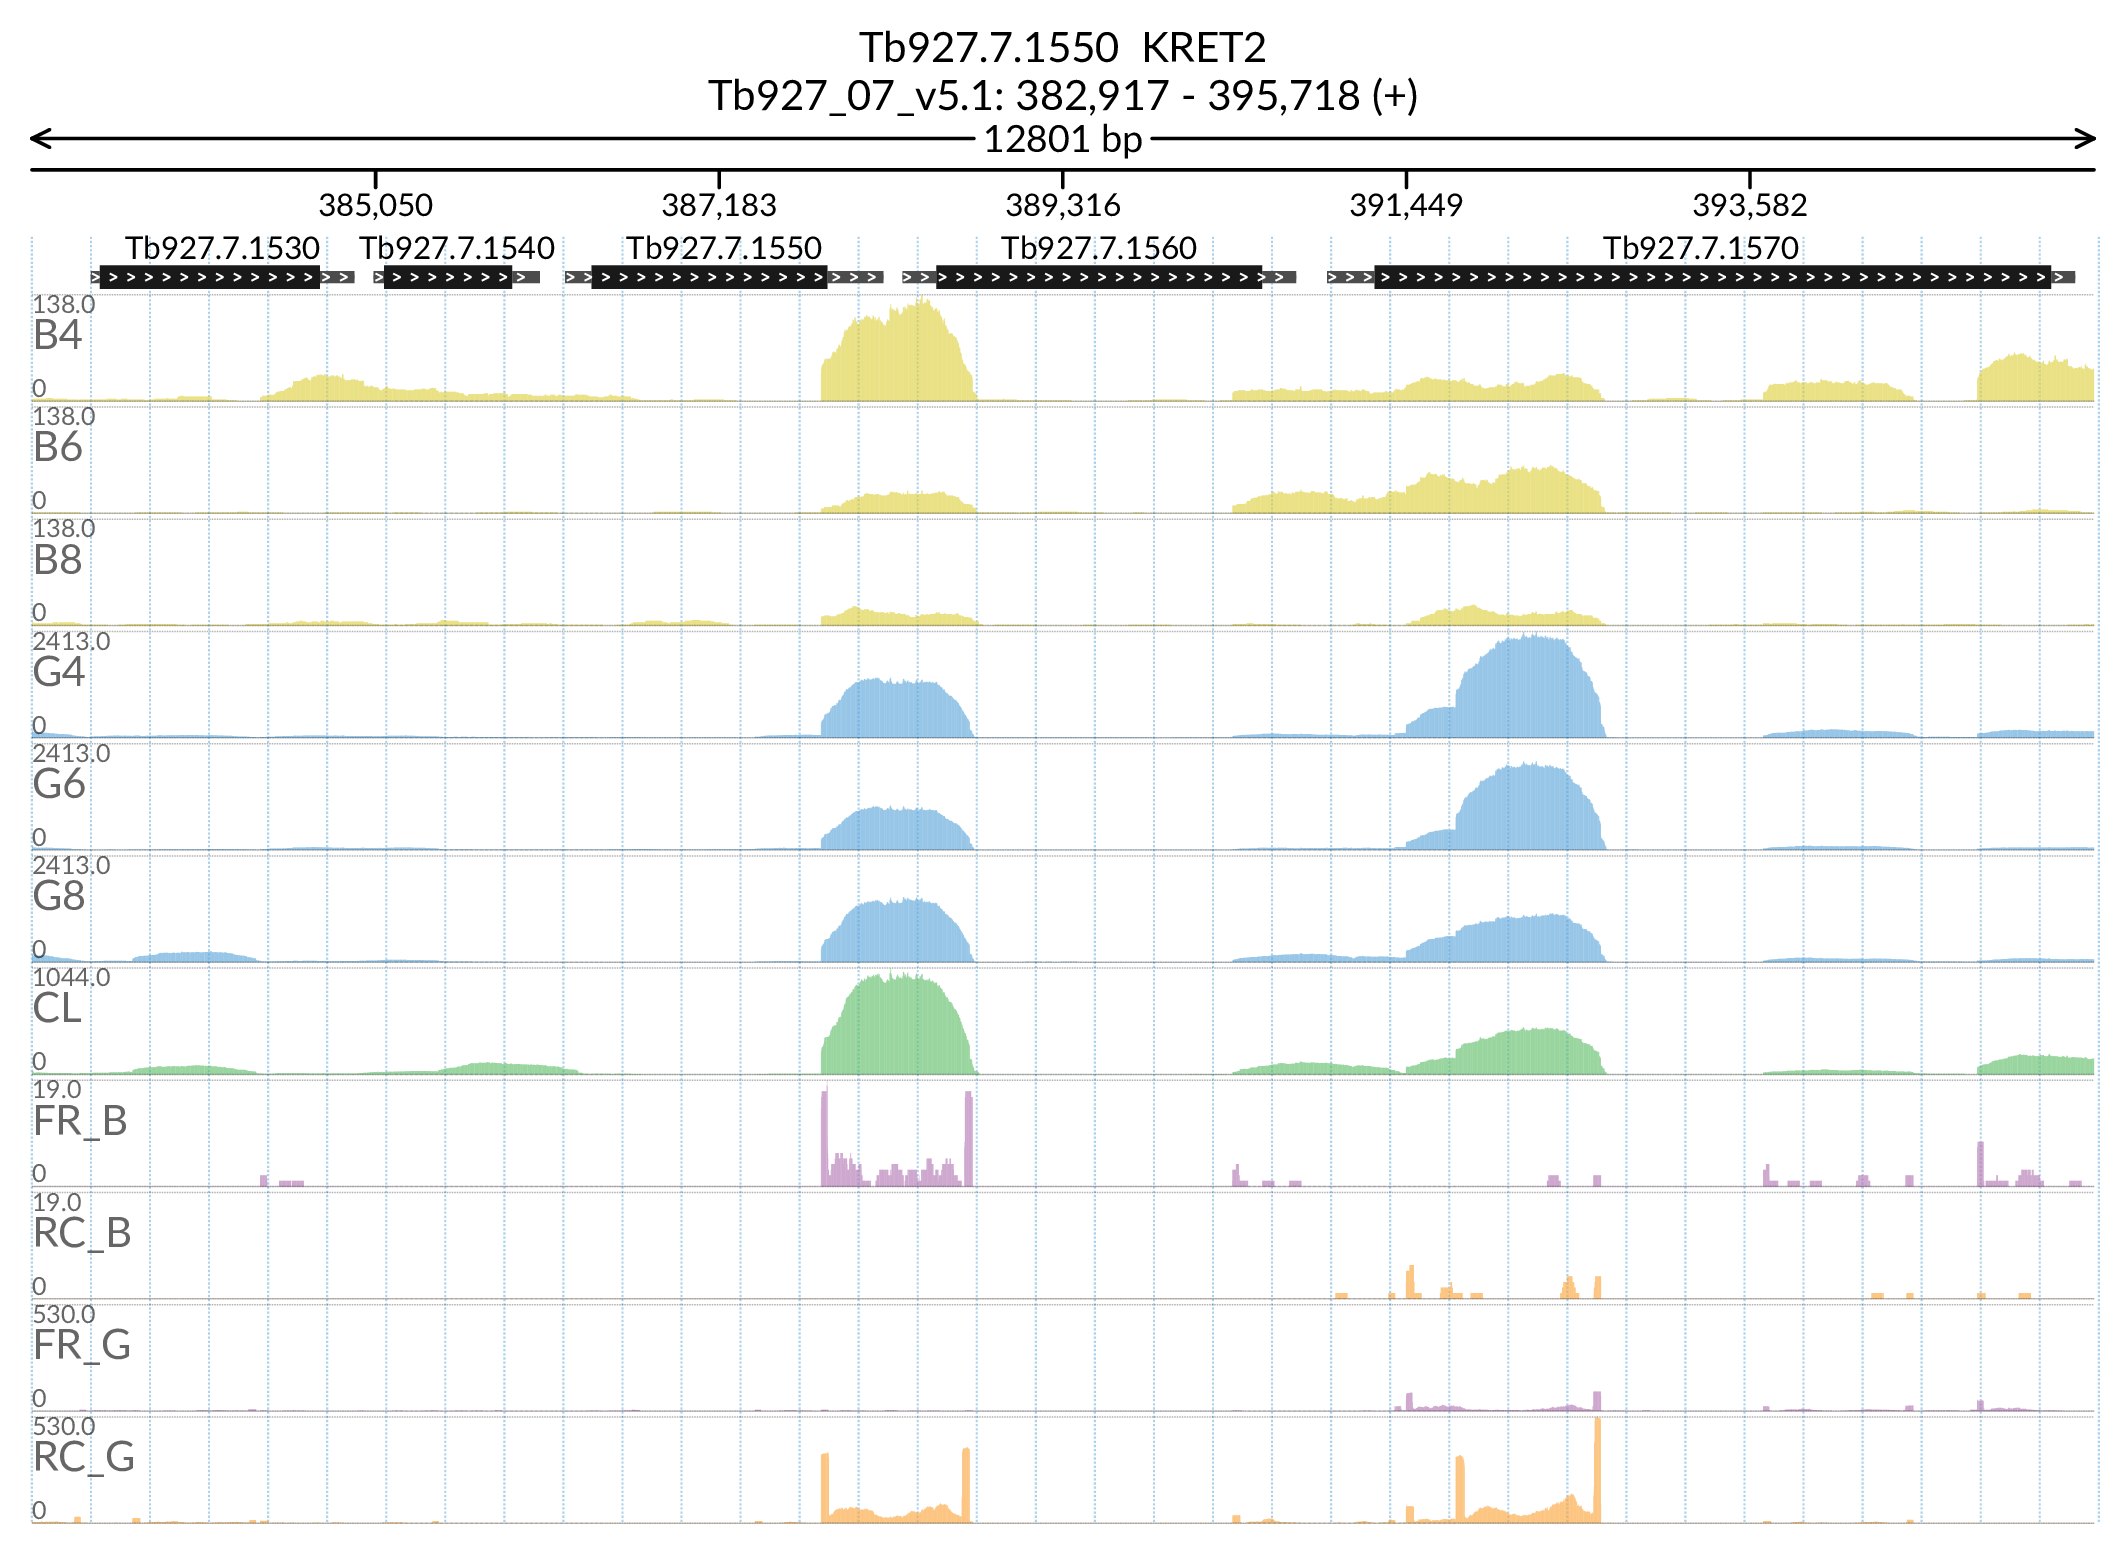 Tb927.7.1550  KRET2
Tb927_07_v5.1: 382,917 - 395,718 (+)
12801 bp
385,050 387,183 389,316 391,449 393,582
Tb927.7.1530 Tb927.7.1540 Tb927.7.1550 Tb927.7.1560 Tb927.7.1570
138.0
B4
0
138.0
B6
0
138.0
B8
0
2413.0
G4
0
2413.0
G6
0
2413.0
G8
0
1044.0
CL
0
19.0
FR_B
0
19.0
RC_B
0
530.0
FR_G
0
530.0
RC_G
0